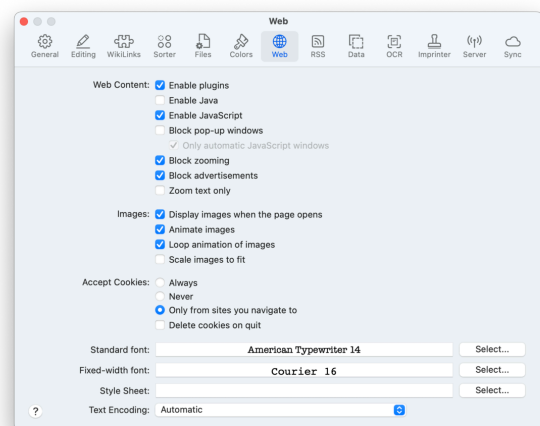 Web
General Editing WikiLinks Sorter Files Colors Web RSS Data OCR Imprinter Server Sync
Web Content: Enable plugins
Enable Java
Enable JavaScript
Block pop-up windows
Only automatic JavaScript windows
Block zooming
Block advertisements
Zoom text only
Images: Display images when the page opens
Animate images
Loop animation of images
Scale images to fit
Accept Cookies: Always
Never
Only from sites you navigate to
Delete cookies on quit
Standard font: American Typewriter 14 Select...
Fixed-width font: Courier 16 Select...
Style Sheet: Select...
? Text Encoding: Automatic